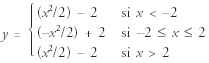 (x²/2) – 2 si x < –2
y = (–x²/2) + 2 si –2 ≤ x ≤ 2
(x²/2) – 2 si x > 2